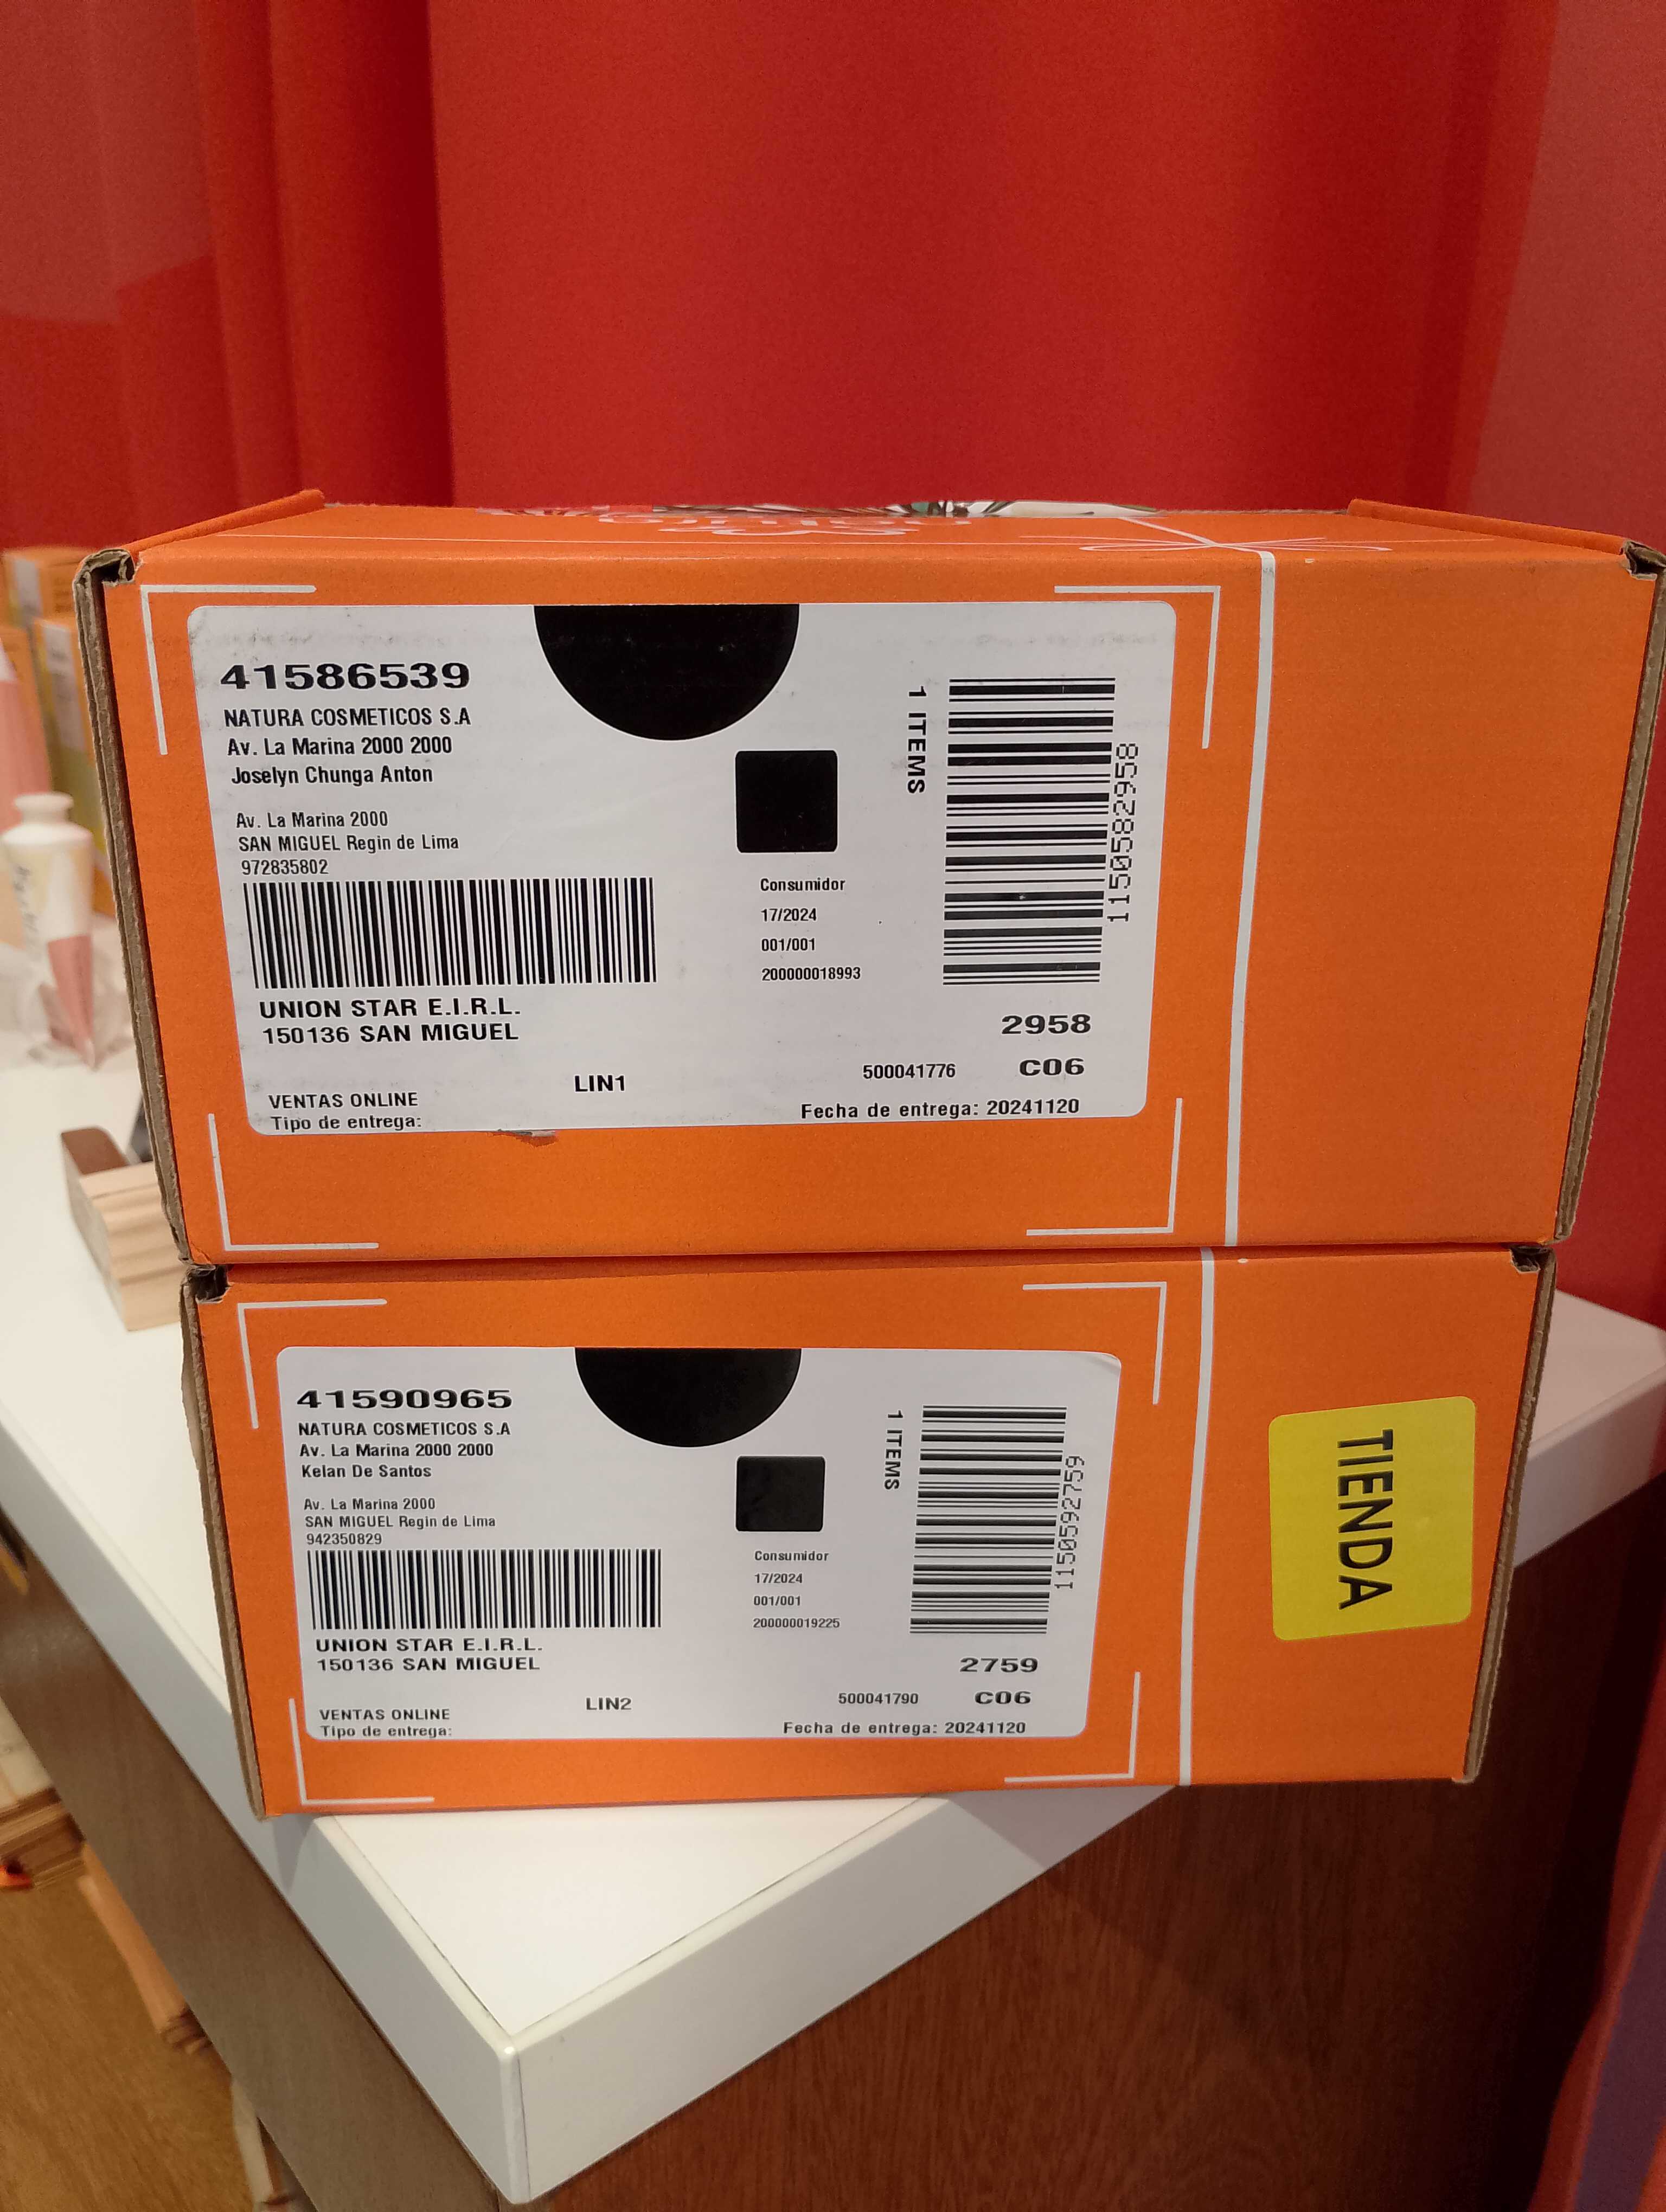 41586539
NATURA COSMETICOS S.A
Av. La Marina 2000 2000
Joselyn Chunga Anton
Av. La Marina 2000
SAN MIGUEL Regin de Lima
972835802
UNION STAR E.I.R.L.
150136 SAN MIGUEL
LIN1
VENTAS ONLINE
Tipo de entrega:
Consumidor
17/2024
001/001
200000018993
1 ITEMS
1150582958
2958
500041776 C06
Fecha de entrega: 20241120
41590965
NATURA COSMETICOS S.A
Av. La Marina 2000 2000
Kelan De Santos
Av. La Marina 2000
SAN MIGUEL Regin de Lima
942350829
UNION STAR E.I.R.L.
150136 SAN MIGUEL
LIN2
VENTAS ONLINE
Tipo de entrega:
Consumidor
17/2024
001/001
200000019225
1 ITEMS
1150592759
2759
500041790 C06
Fecha de entrega: 20241120
TIENDA